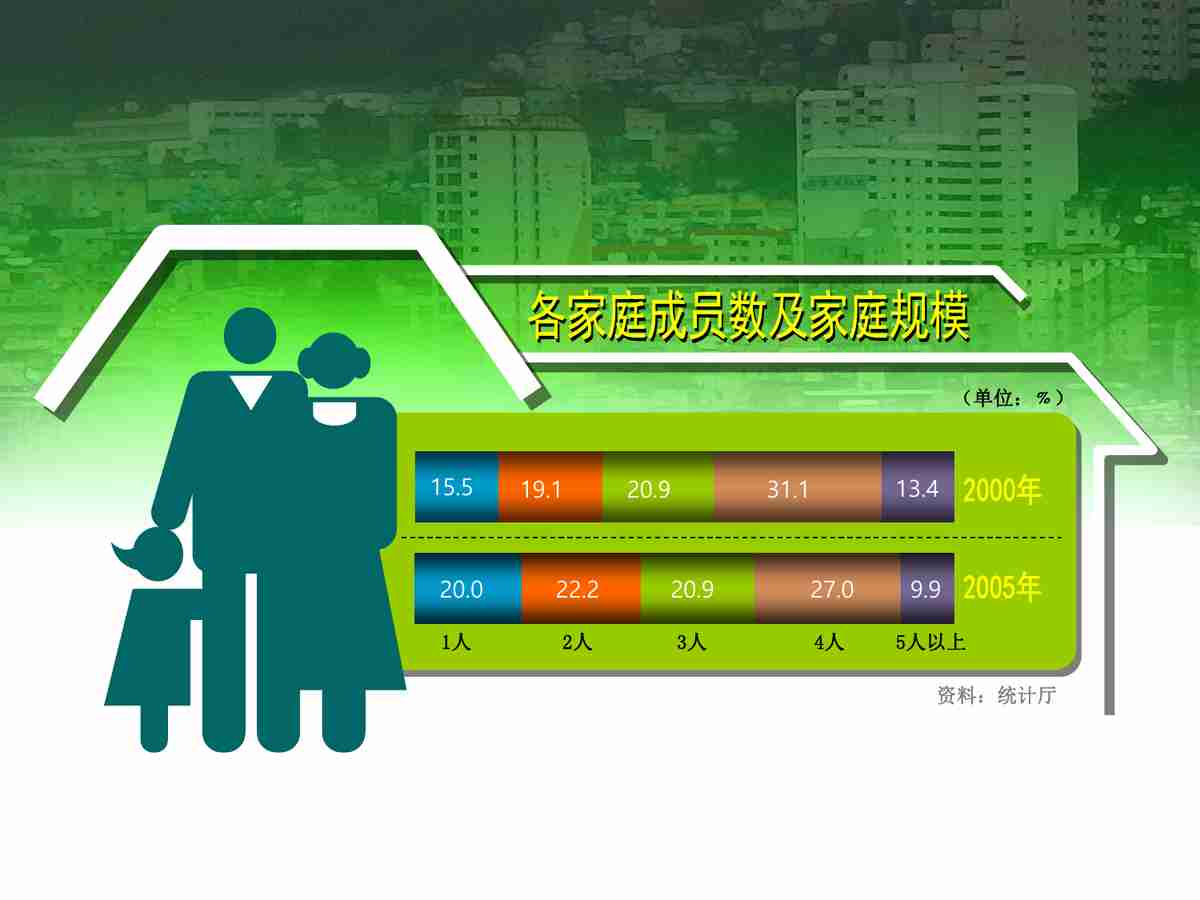 各家庭成员数及家庭规模
（单位：%）
15.5 19.1 20.9 31.1 13.4 2000年
20.0 22.2 20.9 27.0 9.9 2005年
1人 2人 3人 4人 5人以上
资料：统计厅